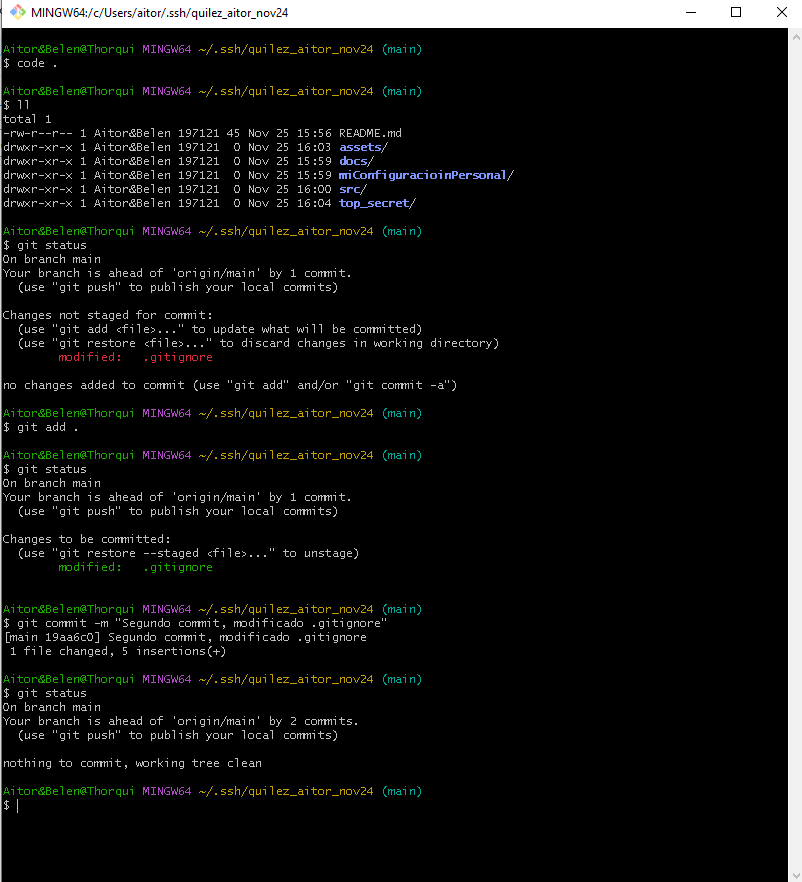 MINGW64:/c/Users/aitor/.ssh/quilez_aitor_nov24
Aitor&Belen@Thorqui MINGW64 ~/.ssh/quilez_aitor_nov24 (main)
$ code .
Aitor&Belen@Thorqui MINGW64 ~/.ssh/quilez_aitor_nov24 (main)
$ ll
total 1
-rw-r--r-- 1 Aitor&Belen 197121 45 Nov 25 15:56 README.md
drwxr-xr-x 1 Aitor&Belen 197121  0 Nov 25 16:03 assets/
drwxr-xr-x 1 Aitor&Belen 197121  0 Nov 25 15:59 docs/
drwxr-xr-x 1 Aitor&Belen 197121  0 Nov 25 15:59 miConfiguracioinPersonal/
drwxr-xr-x 1 Aitor&Belen 197121  0 Nov 25 16:00 src/
drwxr-xr-x 1 Aitor&Belen 197121  0 Nov 25 16:04 top_secret/
Aitor&Belen@Thorqui MINGW64 ~/.ssh/quilez_aitor_nov24 (main)
$ git status
On branch main
Your branch is ahead of 'origin/main' by 1 commit.
  (use "git push" to publish your local commits)
Changes not staged for commit:
  (use "git add <file>..." to update what will be committed)
  (use "git restore <file>..." to discard changes in working directory)
        modified:   .gitignore
no changes added to commit (use "git add" and/or "git commit -a")
Aitor&Belen@Thorqui MINGW64 ~/.ssh/quilez_aitor_nov24 (main)
$ git add .
Aitor&Belen@Thorqui MINGW64 ~/.ssh/quilez_aitor_nov24 (main)
$ git status
On branch main
Your branch is ahead of 'origin/main' by 1 commit.
  (use "git push" to publish your local commits)
Changes to be committed:
  (use "git restore --staged <file>..." to unstage)
        modified:   .gitignore
Aitor&Belen@Thorqui MINGW64 ~/.ssh/quilez_aitor_nov24 (main)
$ git commit -m "Segundo commit, modificado .gitignore"
[main 19aa6c0] Segundo commit, modificado .gitignore
 1 file changed, 5 insertions(+)
Aitor&Belen@Thorqui MINGW64 ~/.ssh/quilez_aitor_nov24 (main)
$ git status
On branch main
Your branch is ahead of 'origin/main' by 2 commits.
  (use "git push" to publish your local commits)
nothing to commit, working tree clean
Aitor&Belen@Thorqui MINGW64 ~/.ssh/quilez_aitor_nov24 (main)
$